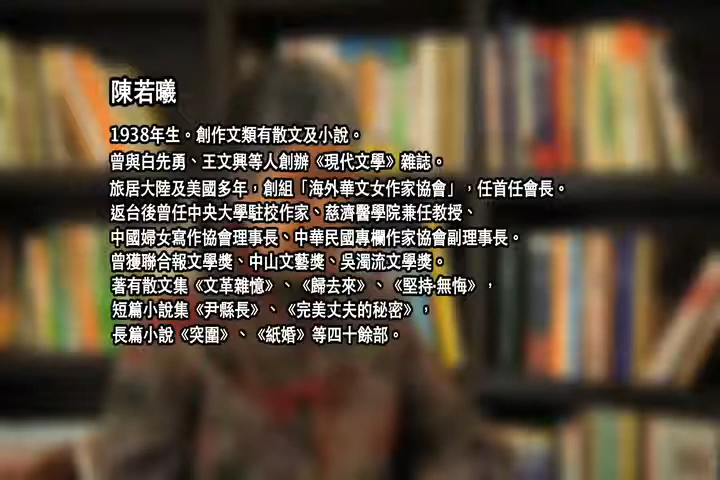 陳若曦
1938年生。創作文類有散文及小說。
曾與白先勇、王文興等人創辦《現代文學》雜誌。
旅居大陸及美國多年，創組「海外華文女作家協會」，任首任會長。
返台後曾任中央大學駐校作家、慈濟醫學院兼任教授、
中國婦女寫作協會理事長、中華民國專欄作家協會副理事長。
曾獲聯合報文學獎、中山文藝獎、吳濁流文學獎。
著有散文集《文革雜憶》、《歸去來》、《堅持·無悔》，
短篇小說集《尹縣長》、《完美丈夫的秘密》，
長篇小說《突圍》、《紙婚》等四十餘部。